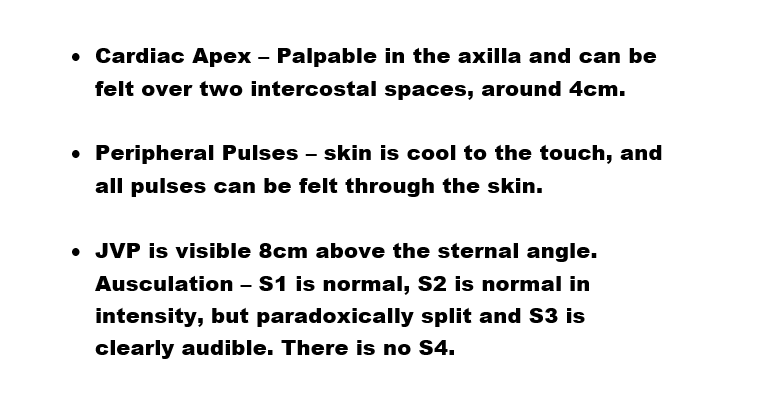 • Cardiac Apex – Palpable in the axilla and can be
felt over two intercostal spaces, around 4cm.
• Peripheral Pulses – skin is cool to the touch, and
all pulses can be felt through the skin.
• JVP is visible 8cm above the sternal angle.
Ausculation – S1 is normal, S2 is normal in
intensity, but paradoxically split and S3 is
clearly audible. There is no S4.